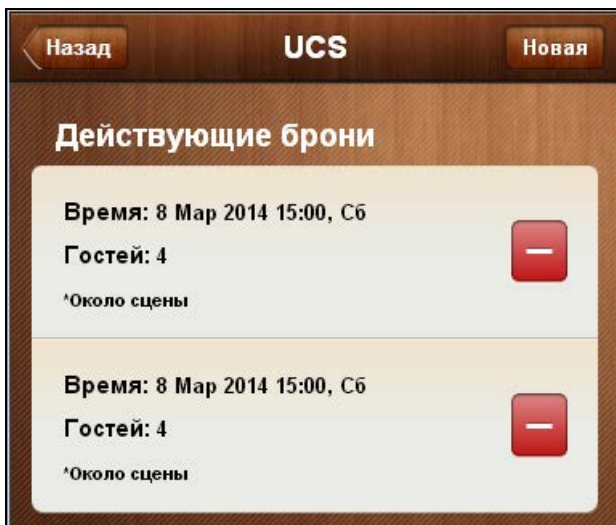 Назад
UCS
Новая
Действующие брони
Время: 8 Мар 2014 15:00, Сб
Гостей: 4
*Около сцены
Время: 8 Мар 2014 15:00, Сб
Гостей: 4
*Около сцены